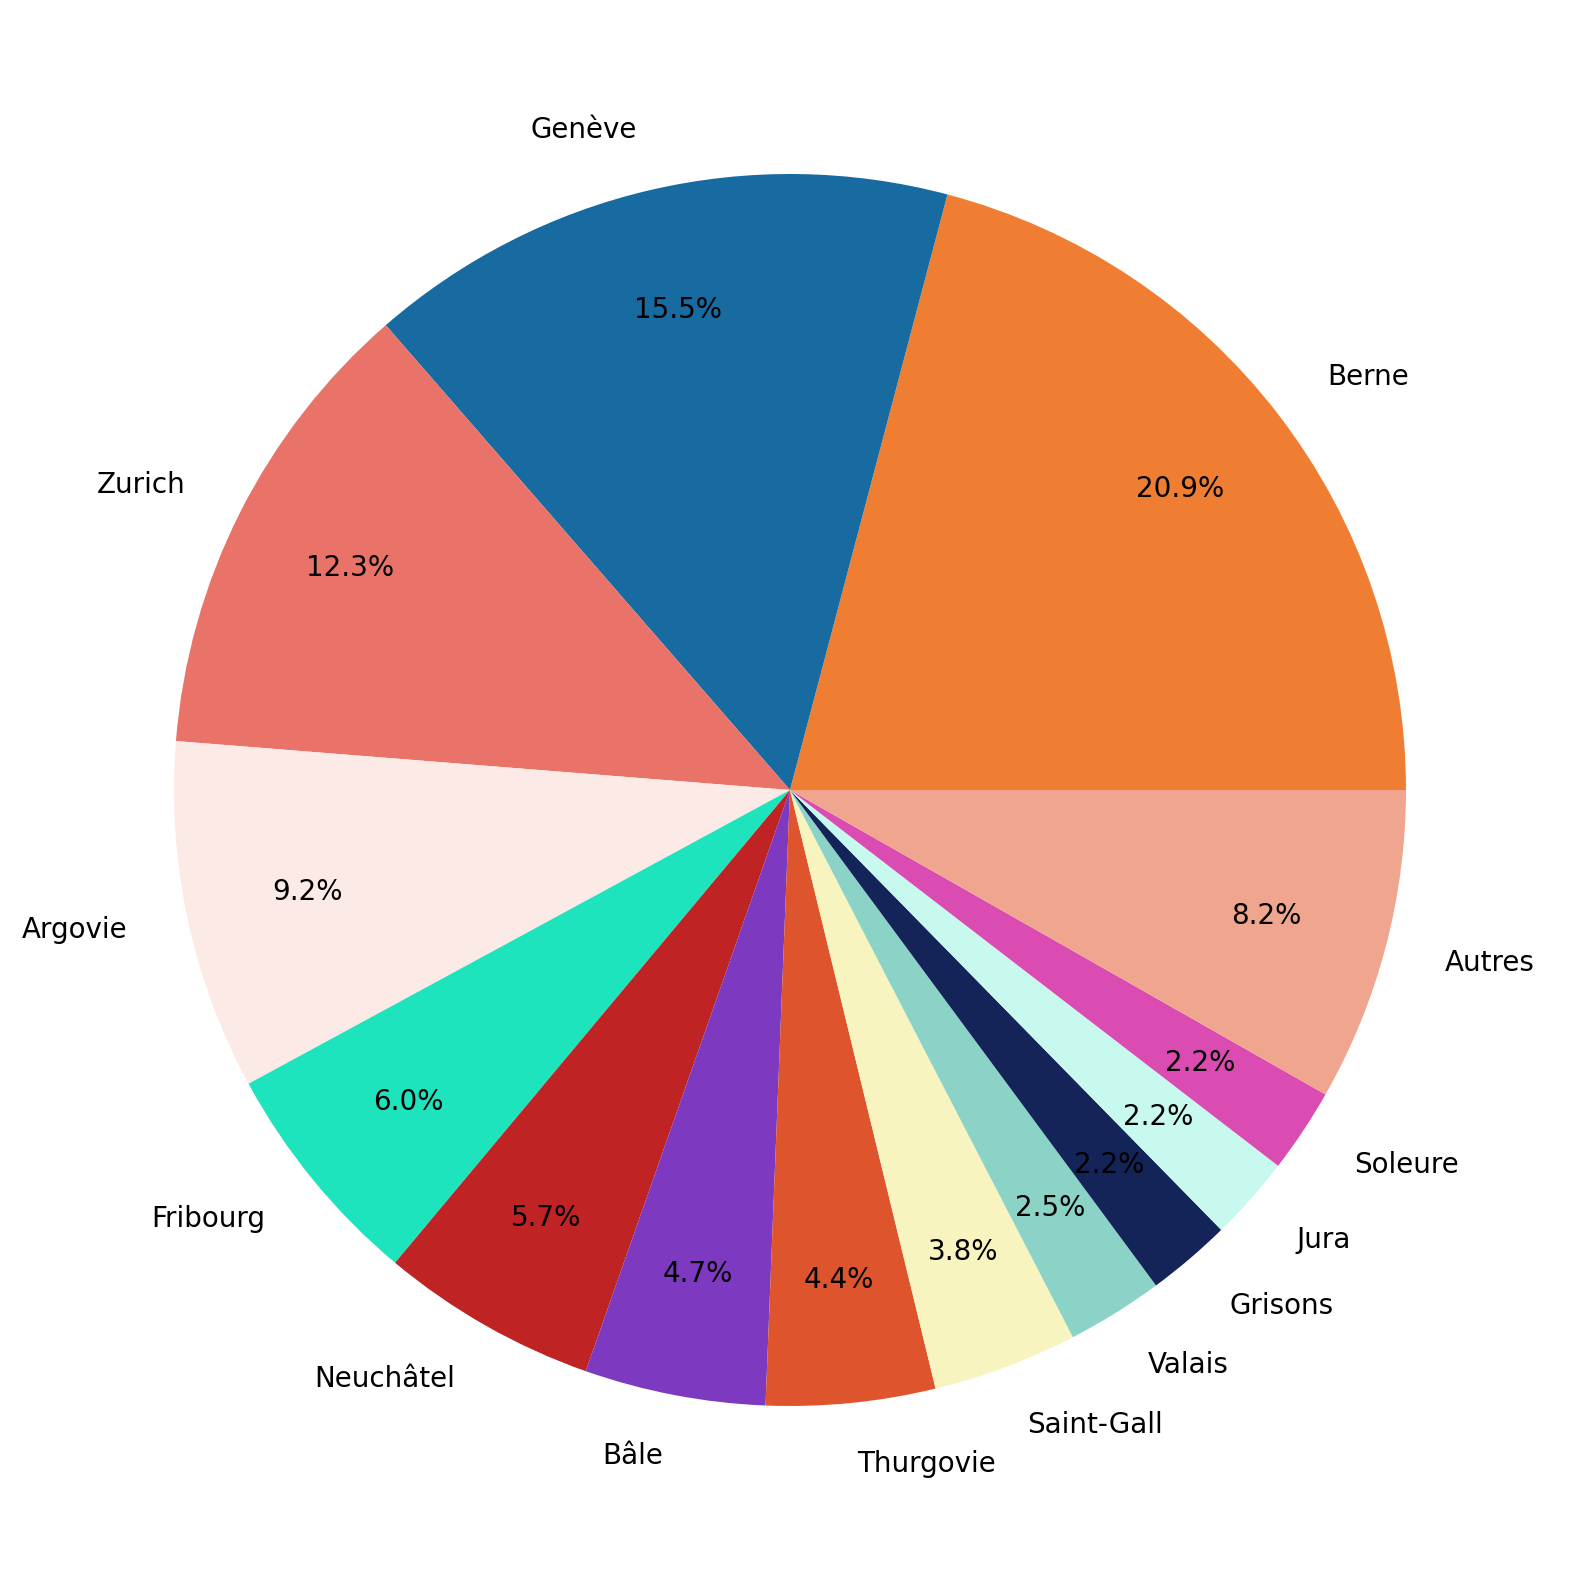 Genève
15.5%
Berne
20.9%
Zurich
12.3%
Argovie
9.2%
Fribourg
6.0%
Neuchâtel
5.7%
Bâle
4.7%
Thurgovie
4.4%
Saint-Gall
3.8%
Valais
2.5%
Grisons
2.2%
Jura
2.2%
Soleure
2.2%
Autres
8.2%